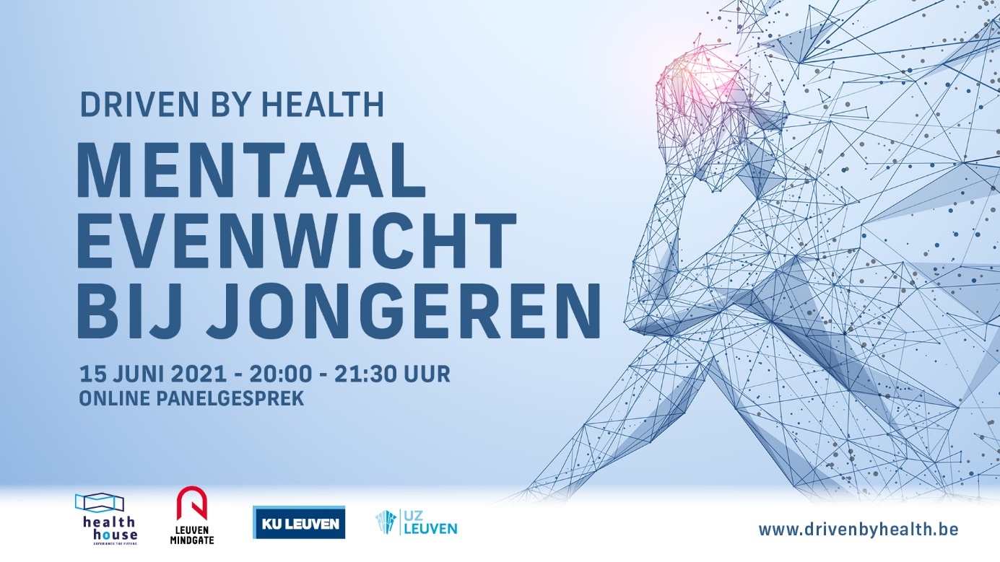 DRIVEN BY HEALTH
MENTAAL
EVENWICHT
BIJ JONGEREN
15 JUNI 2021 - 20:00 - 21:30 UUR
ONLINE PANELGESPREK
health
house
EXPERIENCE THE FUTURE
LEUVEN
MINDGATE
KU LEUVEN
UZ
LEUVEN
www.drivenbyhealth.be